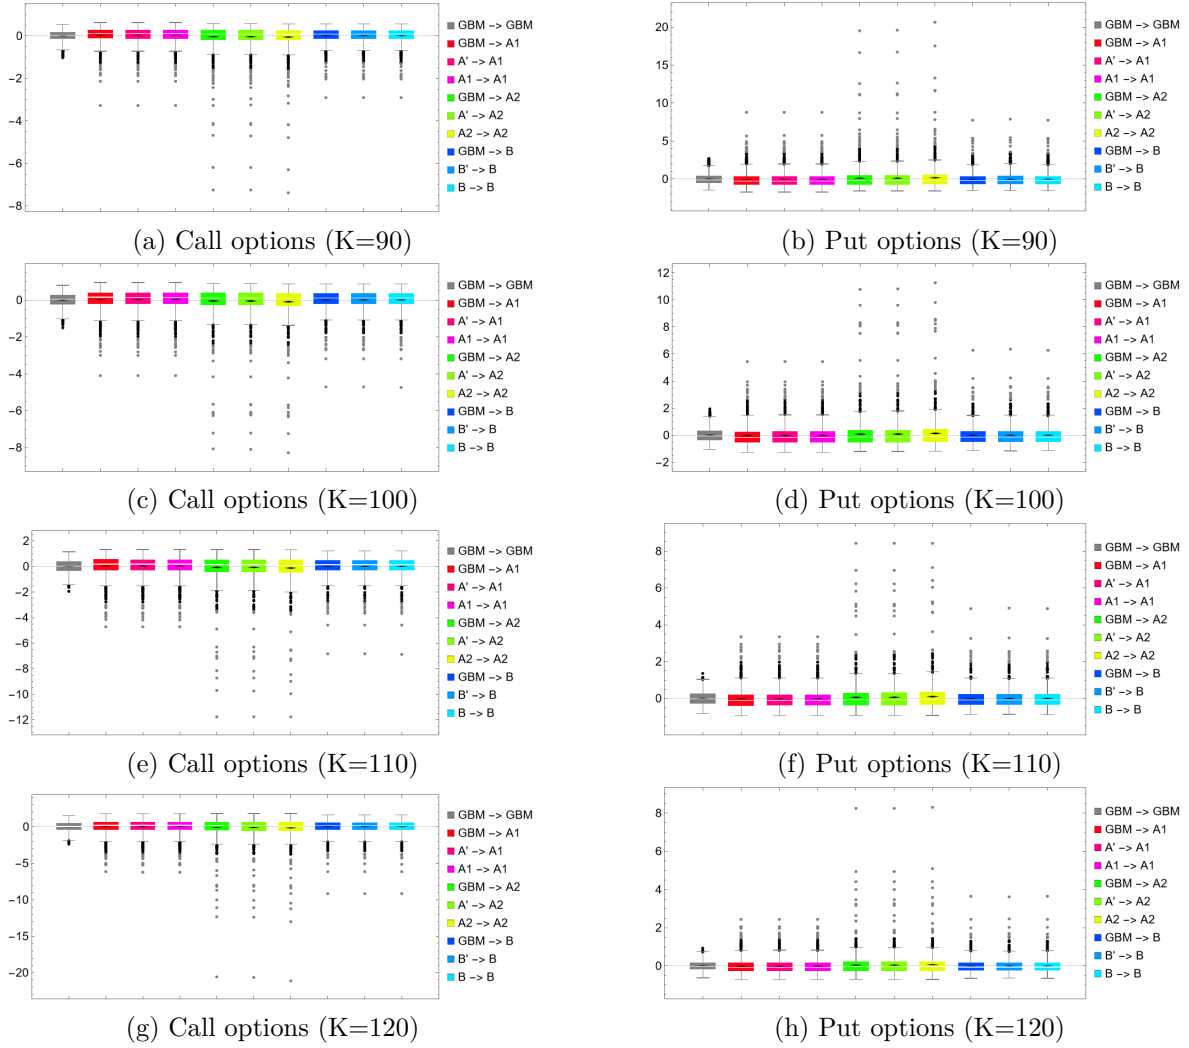 0
−2
−4
−6
−8
GBM −> GBM
GBM −> A1
A' −> A1
A1 −> A1
GBM −> A2
A' −> A2
A2 −> A2
GBM −> B
B' −> B
B −> B
(a) Call options (K=90)
20
15
10
5
0
GBM −> GBM
GBM −> A1
A' −> A1
A1 −> A1
GBM −> A2
A' −> A2
A2 −> A2
GBM −> B
B' −> B
B −> B
(b) Put options (K=90)
0
−2
−4
−6
−8
GBM −> GBM
GBM −> A1
A' −> A1
A1 −> A1
GBM −> A2
A' −> A2
A2 −> A2
GBM −> B
B' −> B
B −> B
(c) Call options (K=100)
12
10
8
6
4
2
0
−2
GBM −> GBM
GBM −> A1
A' −> A1
A1 −> A1
GBM −> A2
A' −> A2
A2 −> A2
GBM −> B
B' −> B
B −> B
(d) Put options (K=100)
2
0
−2
−4
−6
−8
−10
−12
GBM −> GBM
GBM −> A1
A' −> A1
A1 −> A1
GBM −> A2
A' −> A2
A2 −> A2
GBM −> B
B' −> B
B −> B
(e) Call options (K=110)
8
6
4
2
0
GBM −> GBM
GBM −> A1
A' −> A1
A1 −> A1
GBM −> A2
A' −> A2
A2 −> A2
GBM −> B
B' −> B
B −> B
(f) Put options (K=110)
0
−5
−10
−15
−20
GBM −> GBM
GBM −> A1
A' −> A1
A1 −> A1
GBM −> A2
A' −> A2
A2 −> A2
GBM −> B
B' −> B
B −> B
(g) Call options (K=120)
8
6
4
2
0
GBM −> GBM
GBM −> A1
A' −> A1
A1 −> A1
GBM −> A2
A' −> A2
A2 −> A2
GBM −> B
B' −> B
B −> B
(h) Put options (K=120)